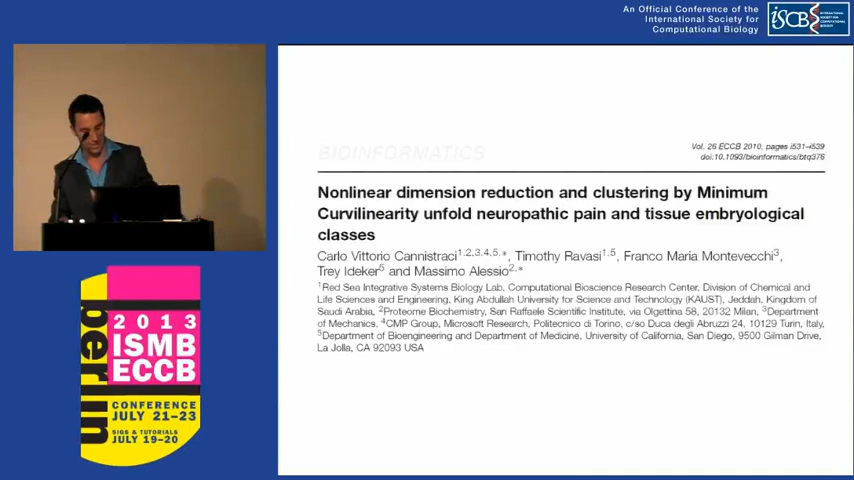 An Official Conference of the
International Society for
Computational Biology
ISCB
INTERNATIONAL
SOCIETY FOR
COMPUTATIONAL
BIOLOGY
BIOINFORMATICS
Vol. 26 ECCB 2010, pages i531–i539
doi:10.1093/bioinformatics/btq376
Nonlinear dimension reduction and clustering by Minimum
Curvilinearity unfold neuropathic pain and tissue embryological
classes
Carlo Vittorio Cannistraci1,2,3,4,5,*, Timothy Ravasi1,5, Franco Maria Montevecchi3,
Trey Ideker5 and Massimo Alessio2,*
1Red Sea Integrative Systems Biology Lab, Computational Bioscience Research Center, Division of Chemical and
Life Sciences and Engineering, King Abdullah University for Science and Technology (KAUST), Jeddah, Kingdom of
Saudi Arabia, 2Proteome Biochemistry, San Raffaele Scientific Institute, via Olgettina 58, 20132 Milan, 3Department
of Mechanics, 4CMP Group, Microsoft Research, Politecnico di Torino, c/so Duca degli Abruzzi 24, 10129 Turin, Italy,
5Department of Bioengineering and Department of Medicine, University of California, San Diego, 9500 Gilman Drive,
La Jolla, CA 92093 USA
berlin
2013
ISMB
ECCB
CONFERENCE
JULY 21–23
SIGS & TUTORIALS
JULY 19–20